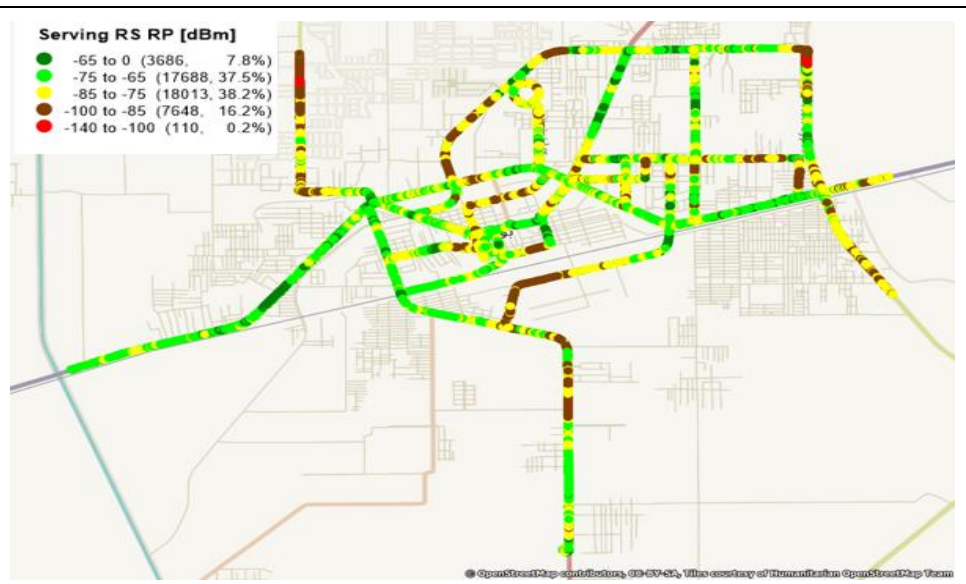 Serving RS RP [dBm]
-65 to 0 (3686, 7.8%)
-75 to -65 (17688, 37.5%)
-85 to -75 (18013, 38.2%)
-100 to -85 (7648, 16.2%)
-140 to -100 (110, 0.2%)
© OpenStreetMap contributors, CC-BY-SA, Tiles courtesy of Humanitarian OpenStreetMap Team